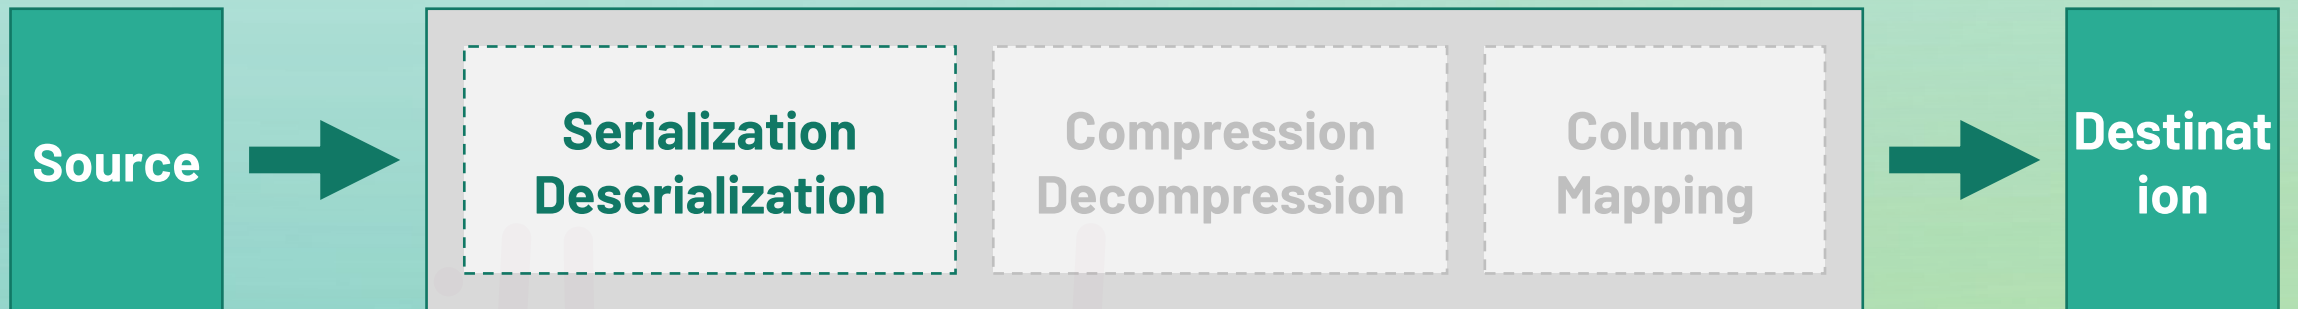 Source
Serialization
Deserialization
Compression
Decompression
Column
Mapping
Destinat
ion